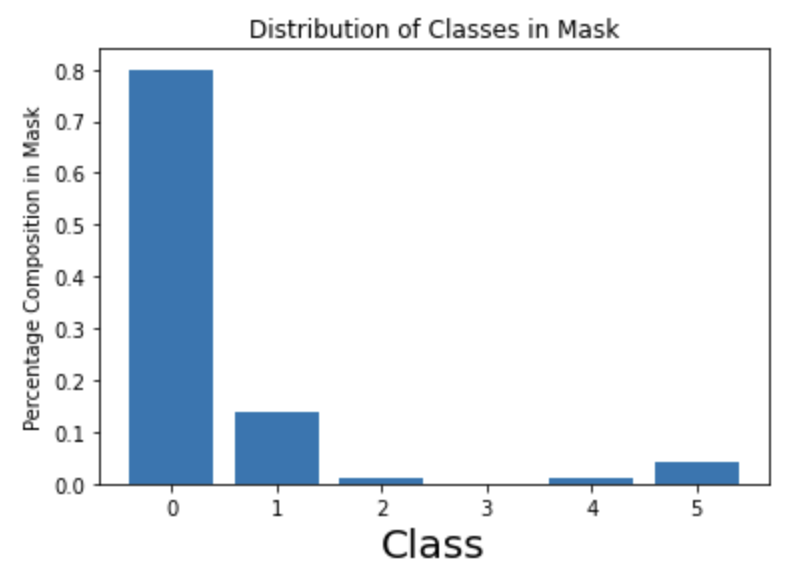 Distribution of Classes in Mask
Percentage Composition in Mask
0.8
0.7
0.6
0.5
0.4
0.3
0.2
0.1
0.0
0 1 2 3 4 5
Class